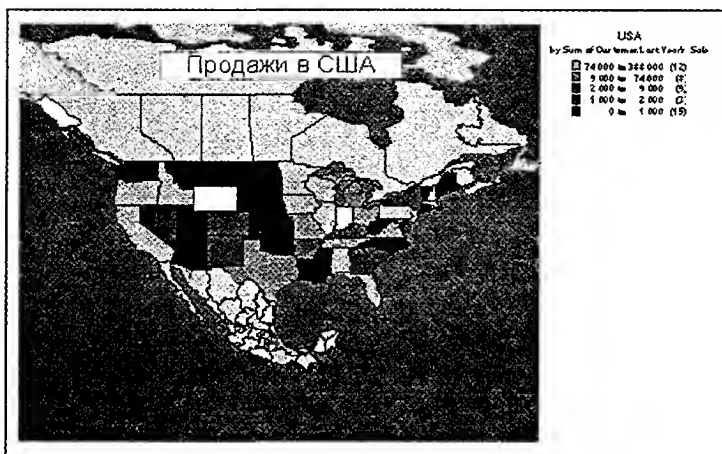 Продажи в США
USA
by Sum of Customer.Last Year's Sale
74 000 to 388 000 (12)
9 000 to 74 000
2 000 to 9 000
1 000 to 2 000
0 to 1 000 (15)